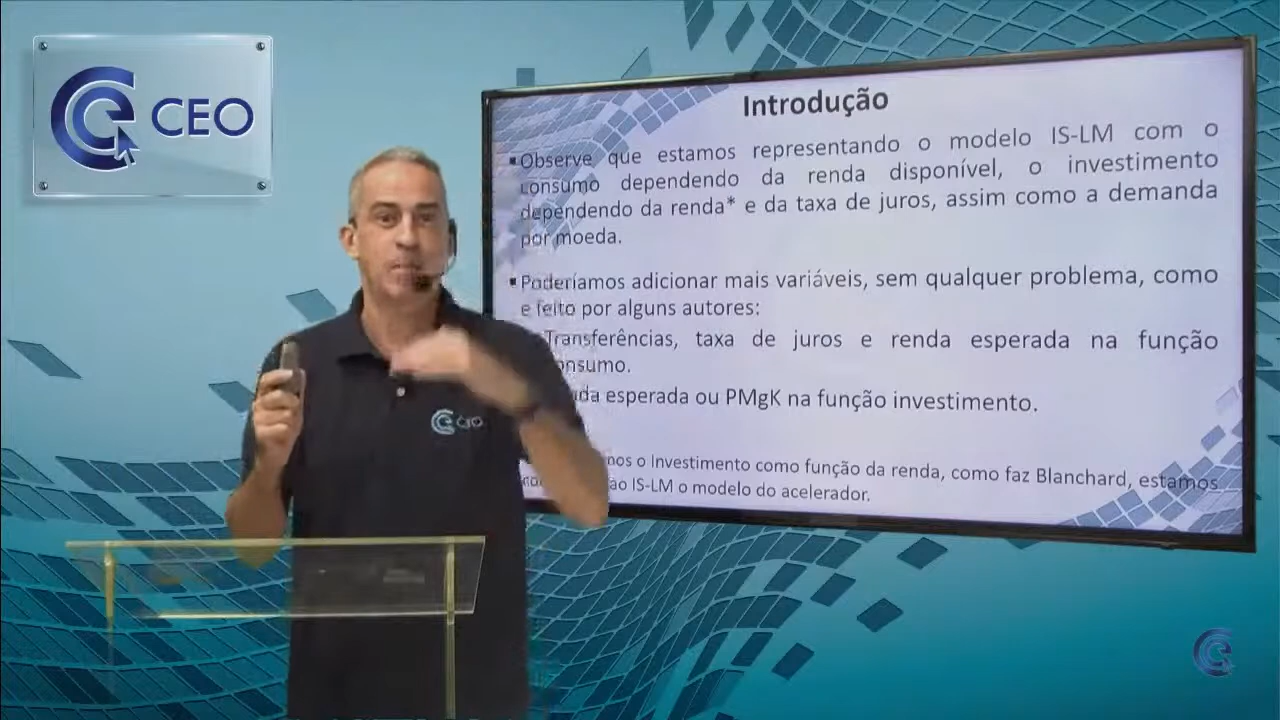 CEO
Introdução
Observe que estamos representando o modelo IS-LM com o
consumo dependendo da renda disponível, o investimento
dependendo da renda* e da taxa de juros, assim como a demanda
por moeda.
Poderíamos adicionar mais variáveis, sem qualquer problema, como
e feito por alguns autores:
Transferências, taxa de juros e renda esperada na função
onsumo.
esperada ou PMgK na função investimento.
o Investimento como função da renda, como faz Blanchard, estamos
IS-LM o modelo do acelerador.
CEO